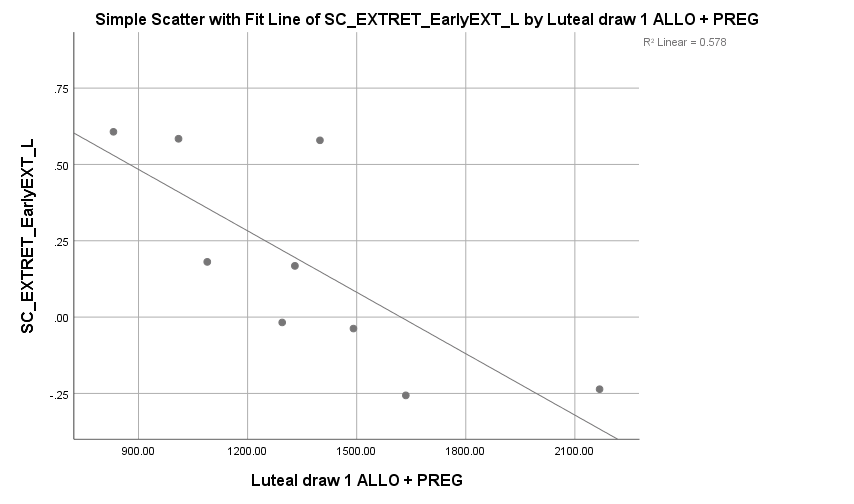 Simple Scatter with Fit Line of SC_EXTRET_EarlyEXT_L by Luteal draw 1 ALLO + PREG
R² Linear = 0.578
.75
.50
.25
.00
-.25
SC_EXTRET_EarlyEXT_L
900.00 1200.00 1500.00 1800.00 2100.00
Luteal draw 1 ALLO + PREG